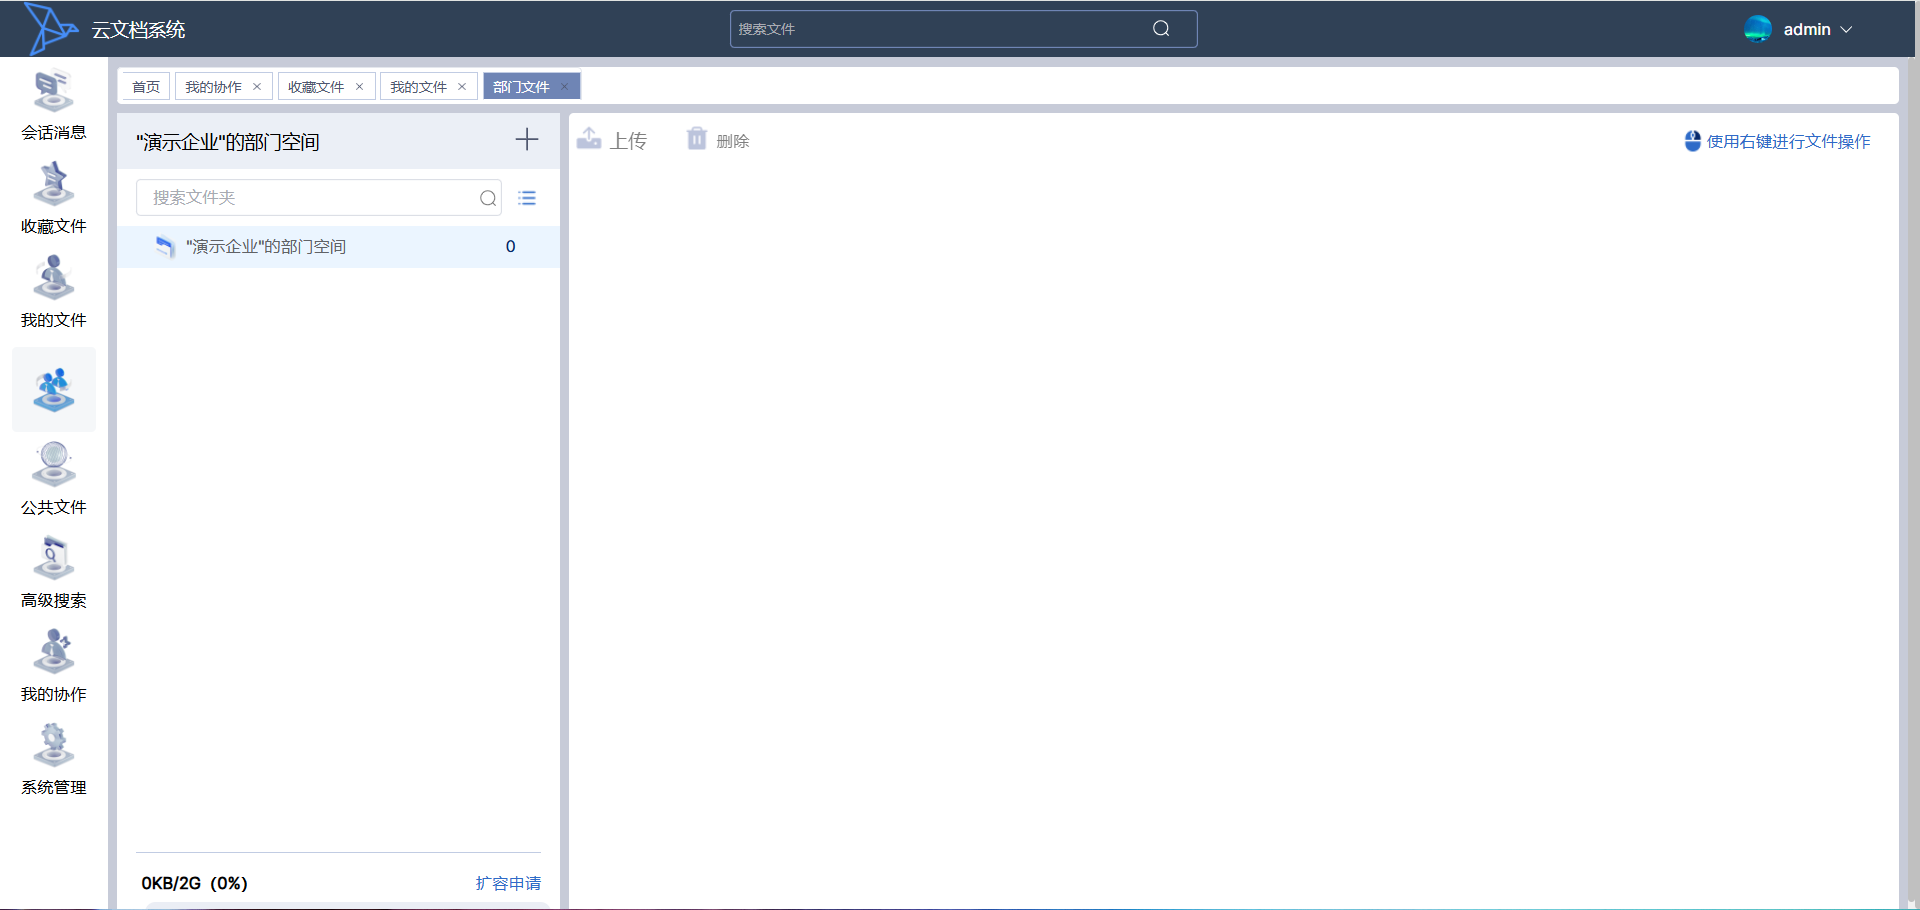 云文档系统
搜索文件
admin
会话消息
收藏文件
我的文件
公共文件
高级搜索
我的协作
系统管理
首页
我的协作
收藏文件
我的文件
部门文件
"演示企业"的部门空间
搜索文件夹
"演示企业"的部门空间 0
0KB/2G（0%） 扩容申请
上传 删除
使用右键进行文件操作